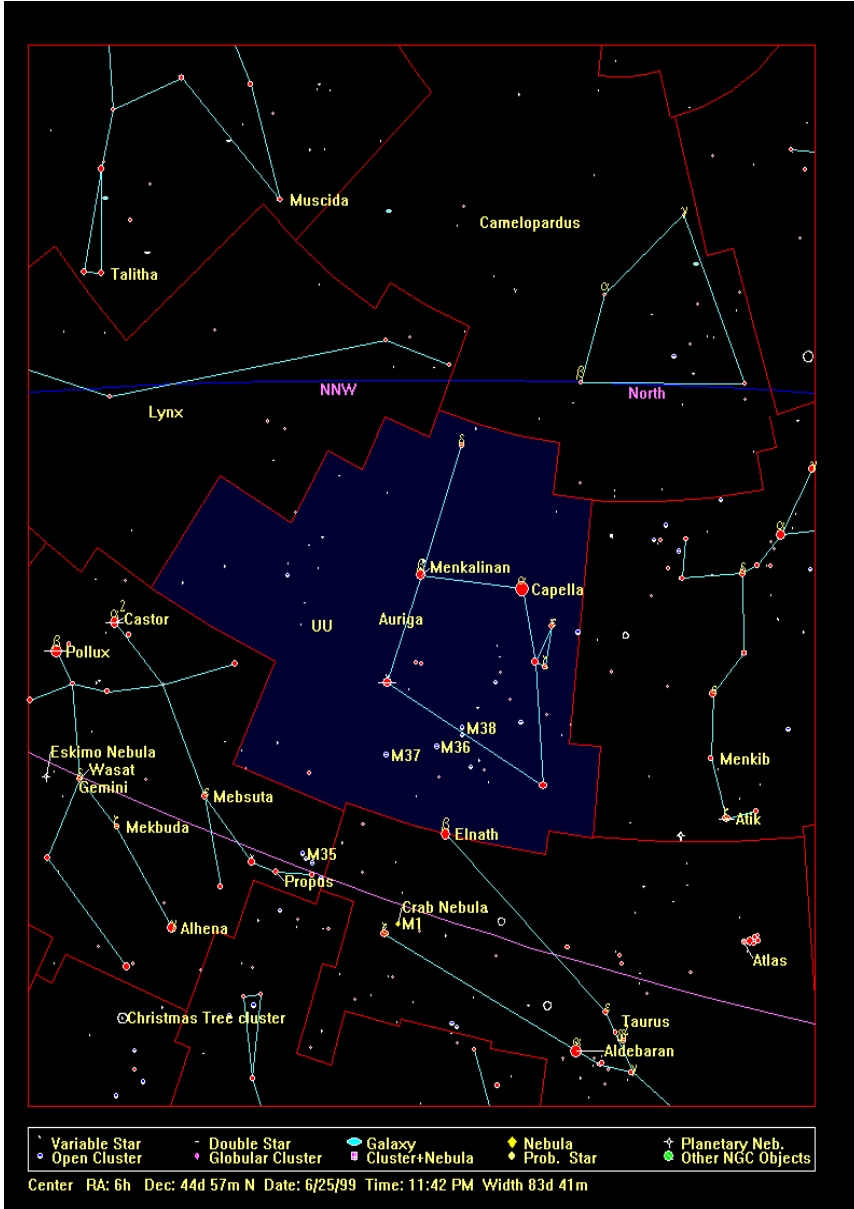 Muscida
γ
Camelopardus
Talitha
α
β
NNW
North
Lynx
δ
γ
α
β
Menkalinan
α
Capella
δ
α 2
Castor
UU
Auriga
ε
β
Pollux
M38
M36
M37
Eskimo Nebula
Wasat
Gemini
Menkib
ε
Mebsuta
ζ
Mekbuda
ζ
Atik
β
Elnath
M35
Propus
Crab Nebula
M1
ζ
Alhena
Atlas
ε
Christmas Tree cluster
Taurus
α
Aldebaran
γ
Variable Star
Double Star
Galaxy
Nebula
Planetary Neb.
Open Cluster
Globular Cluster
Cluster+Nebula
Prob. Star
Other NGC Objects
Center RA: 6h Dec: 44d 57m N Date: 6/25/99 Time: 11:42 PM Width 83d 41m